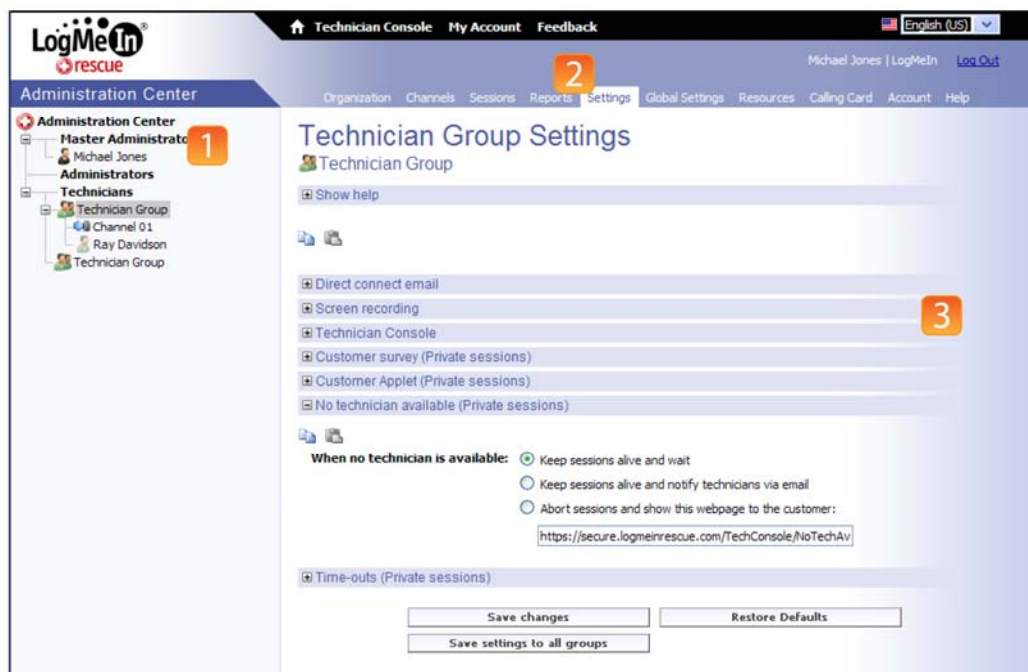 LogMeIn®
rescue
Technician Console My Account Feedback
English (US)
Michael Jones | LogMeIn Log Out
Administration Center
Organization Channels Sessions Reports Settings Global Settings Resources Calling Card Account Help
2
Administration Center
Master Administrato
1
Michael Jones
Administrators
Technicians
Technician Group
Channel 01
Ray Davidson
Technician Group
Technician Group Settings
Technician Group
Show help
Direct connect email
Screen recording
3
Technician Console
Customer survey (Private sessions)
Customer Applet (Private sessions)
No technician available (Private sessions)
When no technician is available: Keep sessions alive and wait
Keep sessions alive and notify technicians via email
Abort sessions and show this webpage to the customer:
https://secure.logmeinrescue.com/TechConsole/NoTechAv
Time-outs (Private sessions)
Save changes Restore Defaults
Save settings to all groups